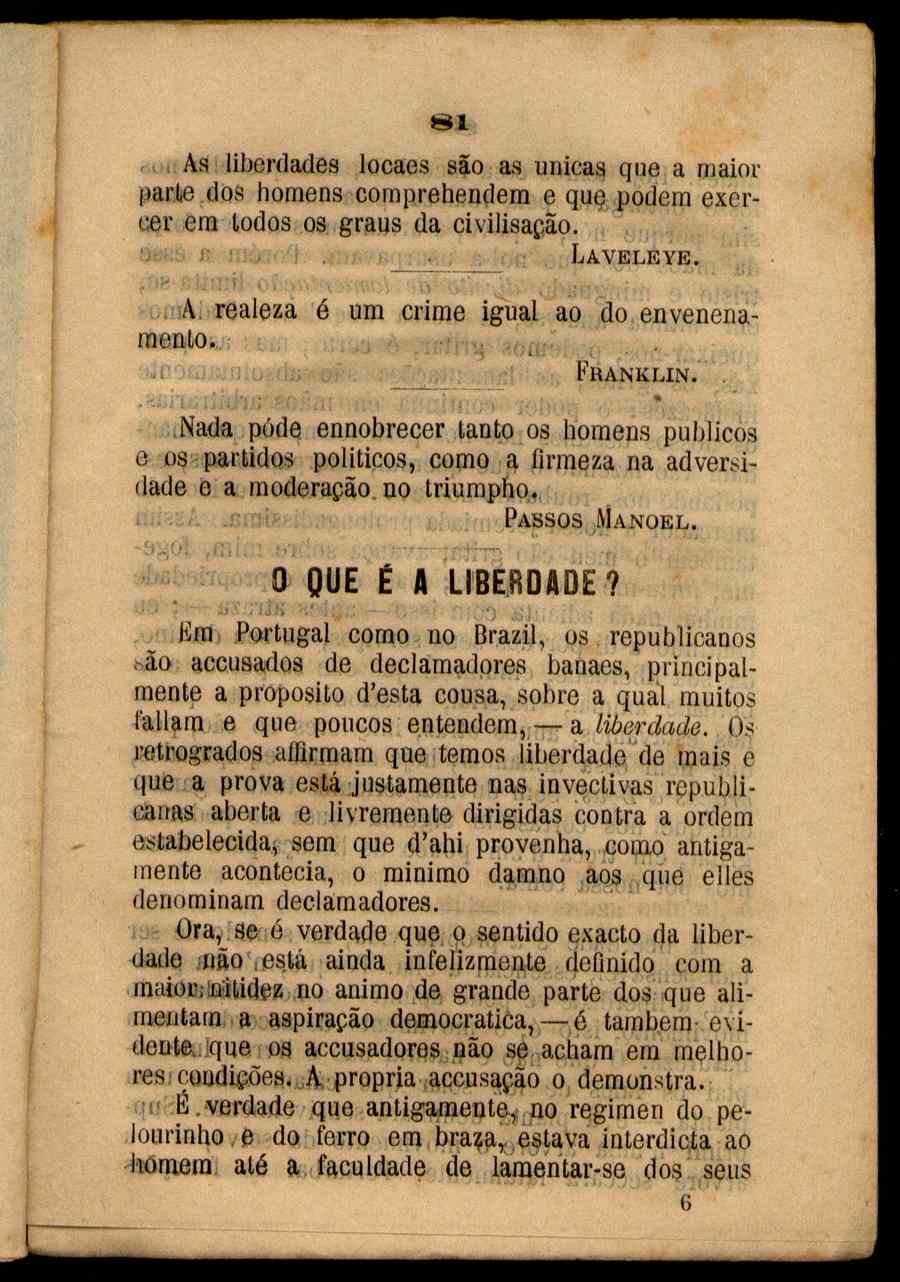 81
As liberdades locaes são as unicas que a maior
parte dos homens comprehendem e que podem exer-
cer em todos os graus da civilisação.
LAVELEYE.
A realeza é um crime igual ao do envenena-
mento.
FRANKLIN.
Nada póde ennobrecer tanto os homens publicos
e os partidos politicos, como a firmeza na adversi-
dade e a moderação no triumpho.
PASSOS MANOEL.
O QUE É A LIBERDADE?
Em Portugal como no Brazil, os republicanos
são accusados de declamadores banaes, principal-
mente a proposito d'esta cousa, sobre a qual muitos
fallam e que poucos entendem, — a liberdade. Os
retrogrados affirmam que temos liberdade de mais e
que a prova está justamente nas invectivas republi-
canas aberta e livremente dirigidas contra a ordem
estabelecida, sem que d'ahi provenha, como antiga-
mente acontecia, o minimo damno aos que elles
denominam declamadores.
Ora, se é verdade que o sentido exacto da liber-
dade não está ainda infelizmente definido com a
maior nitidez no animo de grande parte dos que ali-
mentam a aspiração democratica, — é tambem evi-
dente que os accusadores não se acham em melho-
res condições. A propria accusação o demonstra.
É verdade que antigamente, no regimen do pe-
lourinho e do ferro em braza, estava interdicta ao
homem até a faculdade de lamentar-se dos seus
6